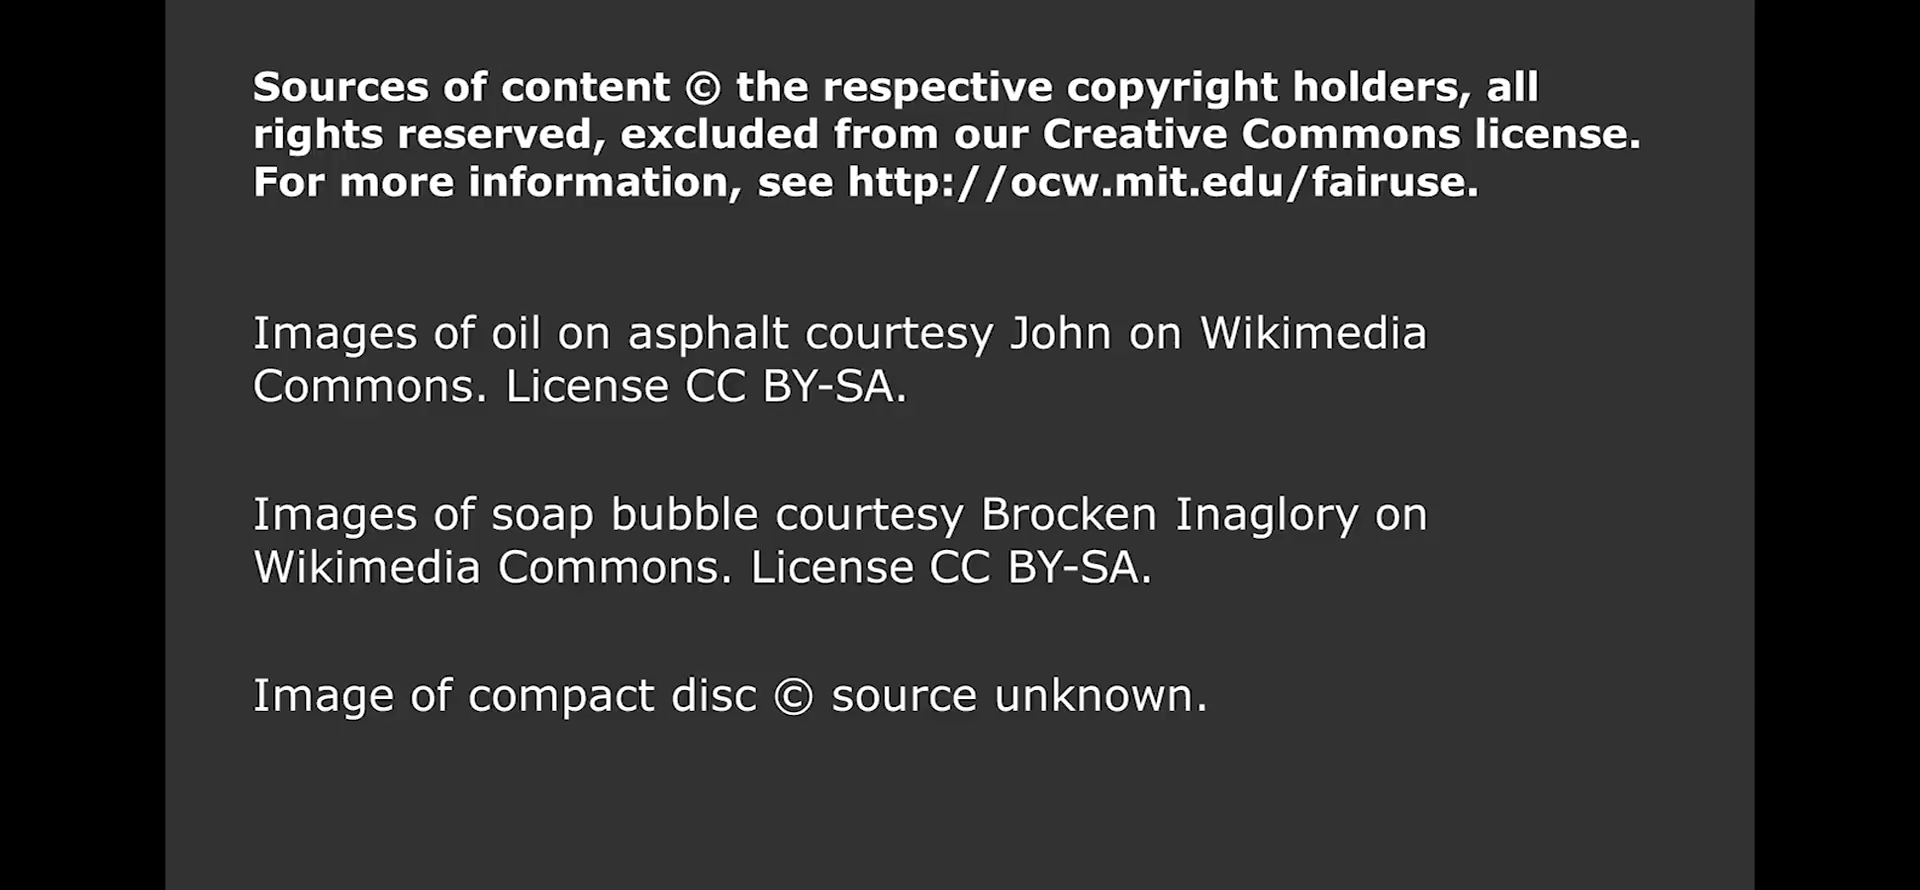 Sources of content © the respective copyright holders, all
rights reserved, excluded from our Creative Commons license.
For more information, see http://ocw.mit.edu/fairuse.
Images of oil on asphalt courtesy John on Wikimedia
Commons. License CC BY-SA.
Images of soap bubble courtesy Brocken Inaglory on
Wikimedia Commons. License CC BY-SA.
Image of compact disc © source unknown.